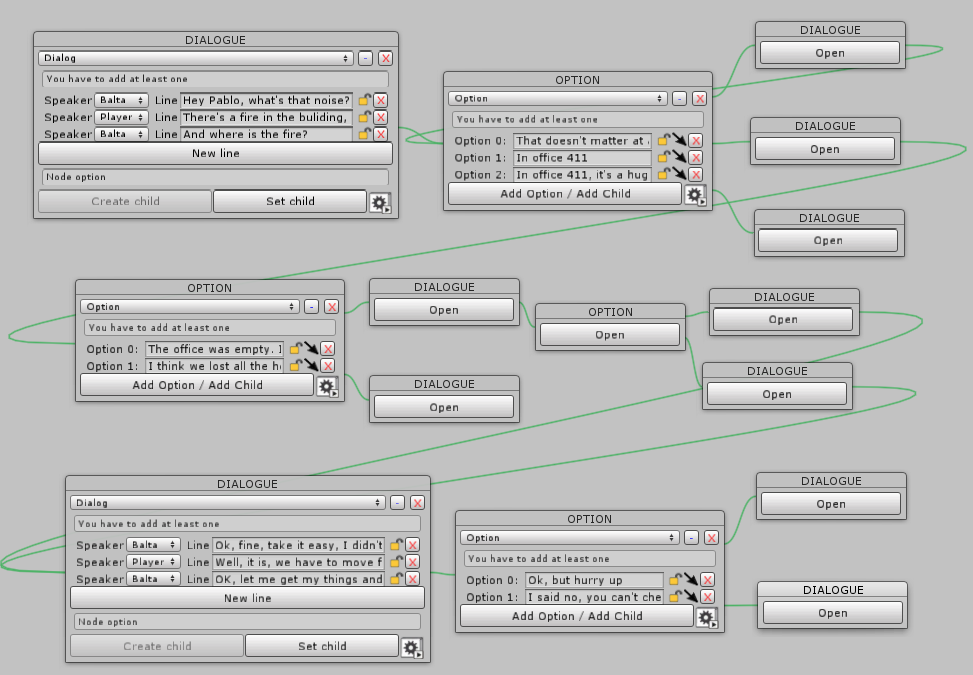 DIALOGUE
Dialog
-
X
You have to add at least one
Speaker Balta Line Hey Pablo, what's that noise? X
Speaker Player Line There's a fire in the buliding, X
Speaker Balta Line And where is the fire? X
New line
Node option
Create child Set child
OPTION
Option - X
You have to add at least one
Option 0: That doesn't matter at X
Option 1: In office 411 X
Option 2: In office 411, it's a hug X
Add Option / Add Child
DIALOGUE
Open
DIALOGUE
Open
DIALOGUE
Open
OPTION
Option - X
You have to add at least one
Option 0: The office was empty. X
Option 1: I think we lost all the X
Add Option / Add Child
DIALOGUE
Open
DIALOGUE
Open
OPTION
Open
DIALOGUE
Open
DIALOGUE
Open
DIALOGUE
Dialog - X
You have to add at least one
Speaker Balta Line Ok, fine, take it easy, I didn't X
Speaker Player Line Well, it is, we have to move f X
Speaker Balta Line OK, let me get my things and X
New line
Node option
Create child Set child
OPTION
Option - X
You have to add at least one
Option 0: Ok, but hurry up X
Option 1: I said no, you can't che X
Add Option / Add Child
DIALOGUE
Open
DIALOGUE
Open